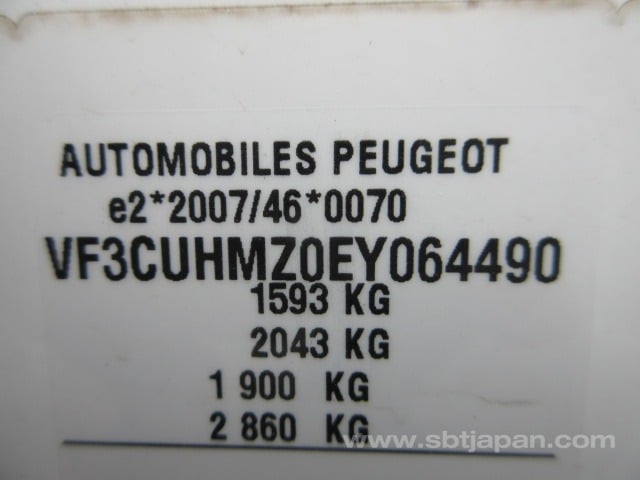 AUTOMOBILES PEUGEOT
e2*2007/46*0070
VF3CUHMZ0EY064490
1593 KG
2043 KG
1 900 KG
2 860 KG
www.sbtjapan.com